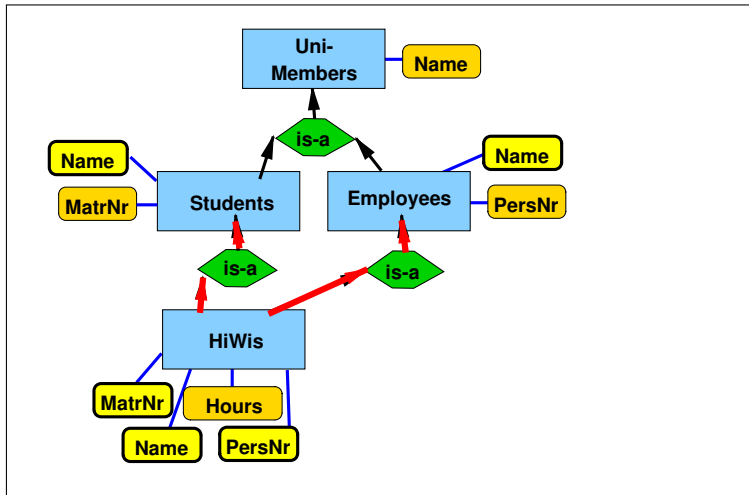 Uni-
Members
Name
is-a
Name
Name
MatrNr
Students
Employees
PersNr
is-a
is-a
HiWis
MatrNr
Hours
Name
PersNr